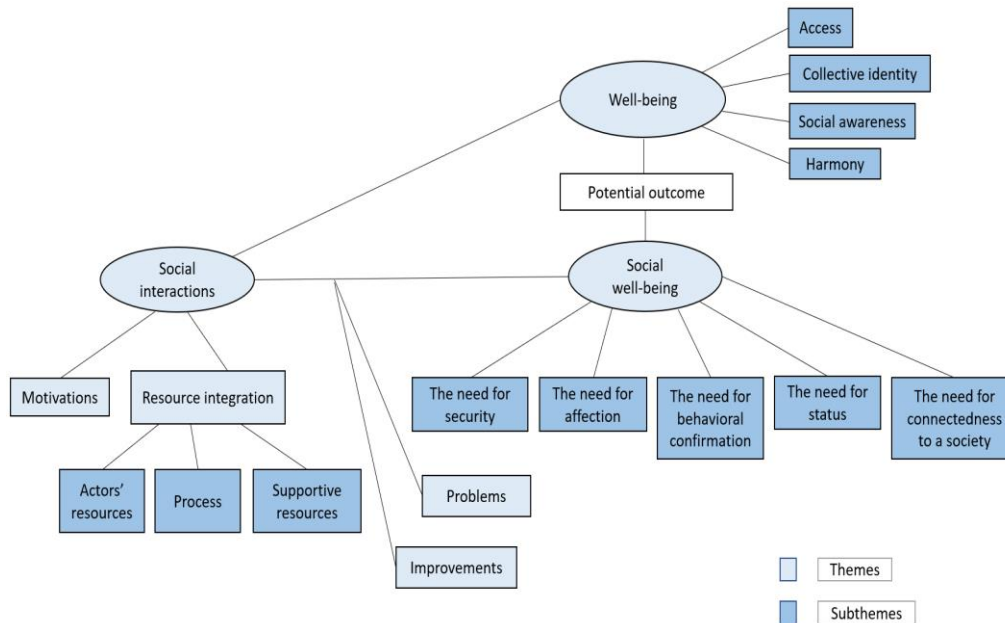 Access
Collective identity
Well-being
Social awareness
Harmony
Potential outcome
Social
interactions
Social
well-being
Motivations
Resource integration
The need for
security
The need for
affection
The need for
behavioral
confirmation
The need for
status
The need for
connectedness
to a society
Actors’
resources
Process
Supportive
resources
Problems
Improvements
Themes
Subthemes